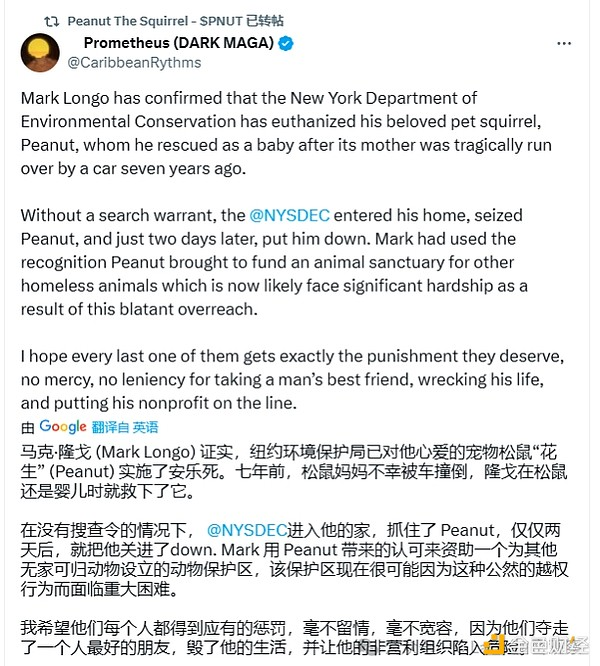 Peanut The Squirrel - $PNUT 已转帖
Prometheus (DARK MAGA)
@CaribbeanRythms
Mark Longo has confirmed that the New York Department of
Environmental Conservation has euthanized his beloved pet squirrel,
Peanut, whom he rescued as a baby after its mother was tragically run
over by a car seven years ago.
Without a search warrant, the @NYSDEC entered his home, seized
Peanut, and just two days later, put him down. Mark had used the
recognition Peanut brought to fund an animal sanctuary for other
homeless animals which is now likely face significant hardship as a
result of this blatant overreach.
I hope every last one of them gets exactly the punishment they deserve,
no mercy, no leniency for taking a man’s best friend, wrecking his life,
and putting his nonprofit on the line.
由 Google 翻译自 英语
马克·隆戈 (Mark Longo) 证实，纽约环境保护局已对他心爱的宠物松鼠“花
生” (Peanut) 实施了安乐死。七年前，松鼠妈妈不幸被车撞倒，隆戈在松鼠
还是婴儿时就救下了它。
在没有搜查令的情况下， @NYSDEC进入他的家，抓住了 Peanut，仅仅两
天后，就把他关进了down. Mark 用 Peanut 带来的认可来资助一个为其他
无家可归动物设立的动物保护区，该保护区现在很可能因为这种公然的越权
行为而面临重大困难。
我希望他们每个人都得到应有的惩罚，毫不留情，毫不宽容，因为他们夺走
了一个人最好的朋友，毁了他的生活，并让他的非营利组织陷入
金色财经